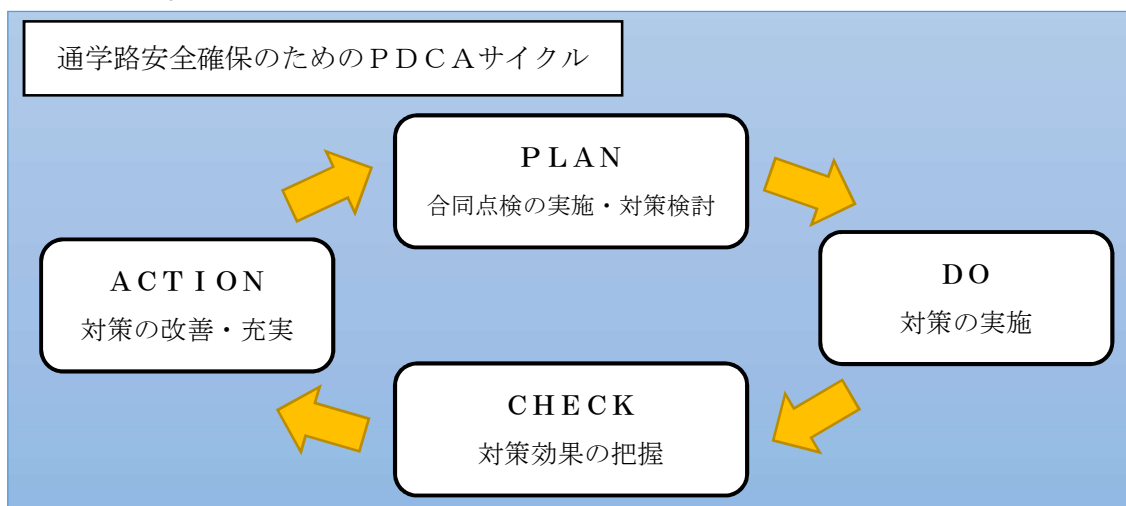 通学路安全確保のためのＰＤＣＡサイクル
ＰＬＡＮ
合同点検の実施・対策検討
ＤＯ
対策の実施
ＣＨＥＣＫ
対策効果の把握
ＡＣＴＩＯＮ
対策の改善・充実